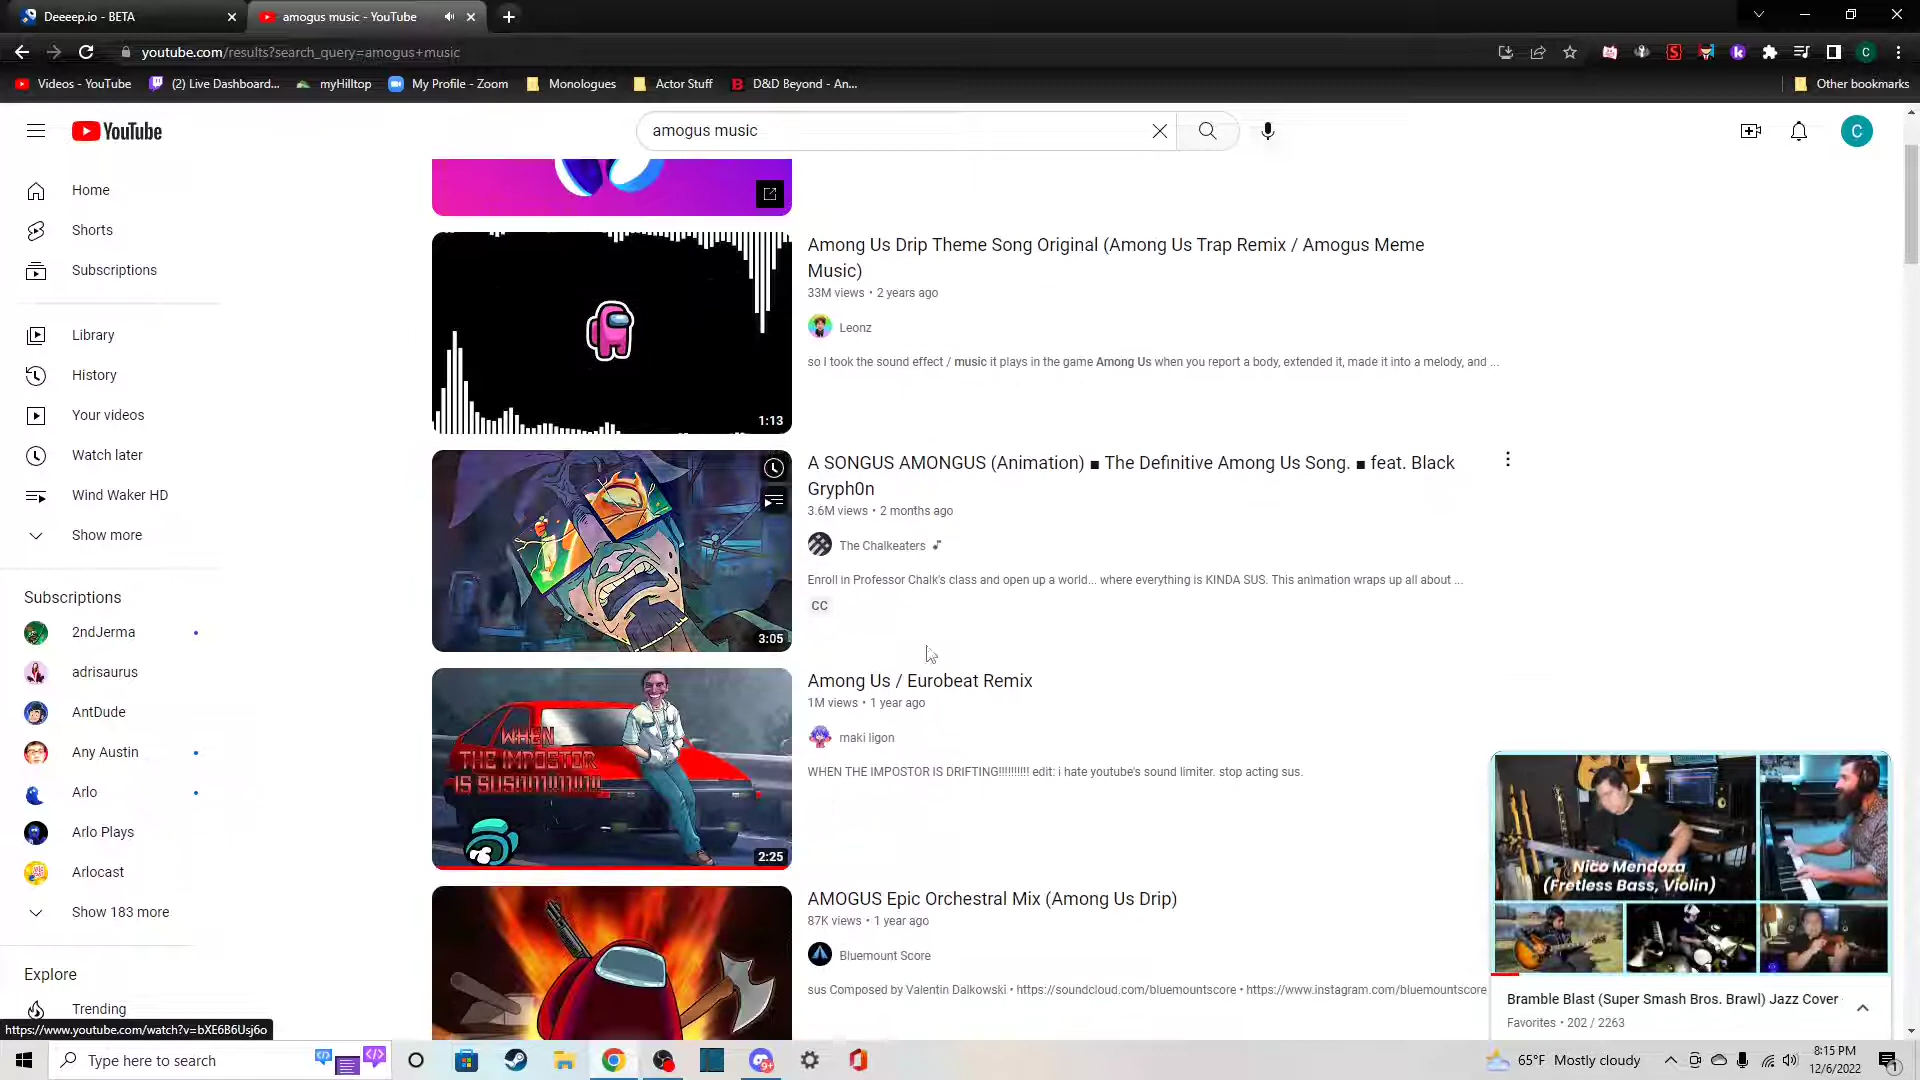 Deeeep.io - BETA
amogus music - YouTube
youtube.com/results?search_query=amogus+music
Videos - YouTube
(2) Live Dashboard...
myHilltop
My Profile - Zoom
Monologues
Actor Stuff
D&D Beyond - An...
Other bookmarks
YouTube
amogus music
C
Home
Shorts
Subscriptions
Library
History
Your videos
Watch later
Wind Waker HD
Show more
Subscriptions
2ndJerma
adrisaurus
AntDude
Any Austin
Arlo
Arlo Plays
Arlocast
Show 183 more
Explore
Trending
https://www.youtube.com/watch?v=bXE6B6Usj6o
1:13
Among Us Drip Theme Song Original (Among Us Trap Remix / Amogus Meme
Music)
33M views • 2 years ago
Leonz
so I took the sound effect / music it plays in the game Among Us when you report a body, extended it, made it into a melody, and ...
3:05
A SONGUS AMONGUS (Animation) ■ The Definitive Among Us Song. ■ feat. Black
Gryph0n
3.6M views • 2 months ago
The Chalkeaters
Enroll in Professor Chalk's class and open up a world... where everything is KINDA SUS. This animation wraps up all about ...
CC
WHEN
THE IMPOSTOR
IS SUS!!!!!!!!!!
2:25
Among Us / Eurobeat Remix
1M views • 1 year ago
maki ligon
WHEN THE IMPOSTOR IS DRIFTING!!!!!!!!!! edit: i hate youtube's sound limiter. stop acting sus.
AMOGUS Epic Orchestral Mix (Among Us Drip)
87K views • 1 year ago
Bluemount Score
sus Composed by Valentin Dalkowski • https://soundcloud.com/bluemountscore • https://www.instagram.com/bluemountscore
Nico Mendoza
(Fretless Bass, Violin)
Bramble Blast (Super Smash Bros. Brawl) Jazz Cover
Favorites • 202 / 2263
Type here to search
65°F Mostly cloudy
8:15 PM
12/6/2022